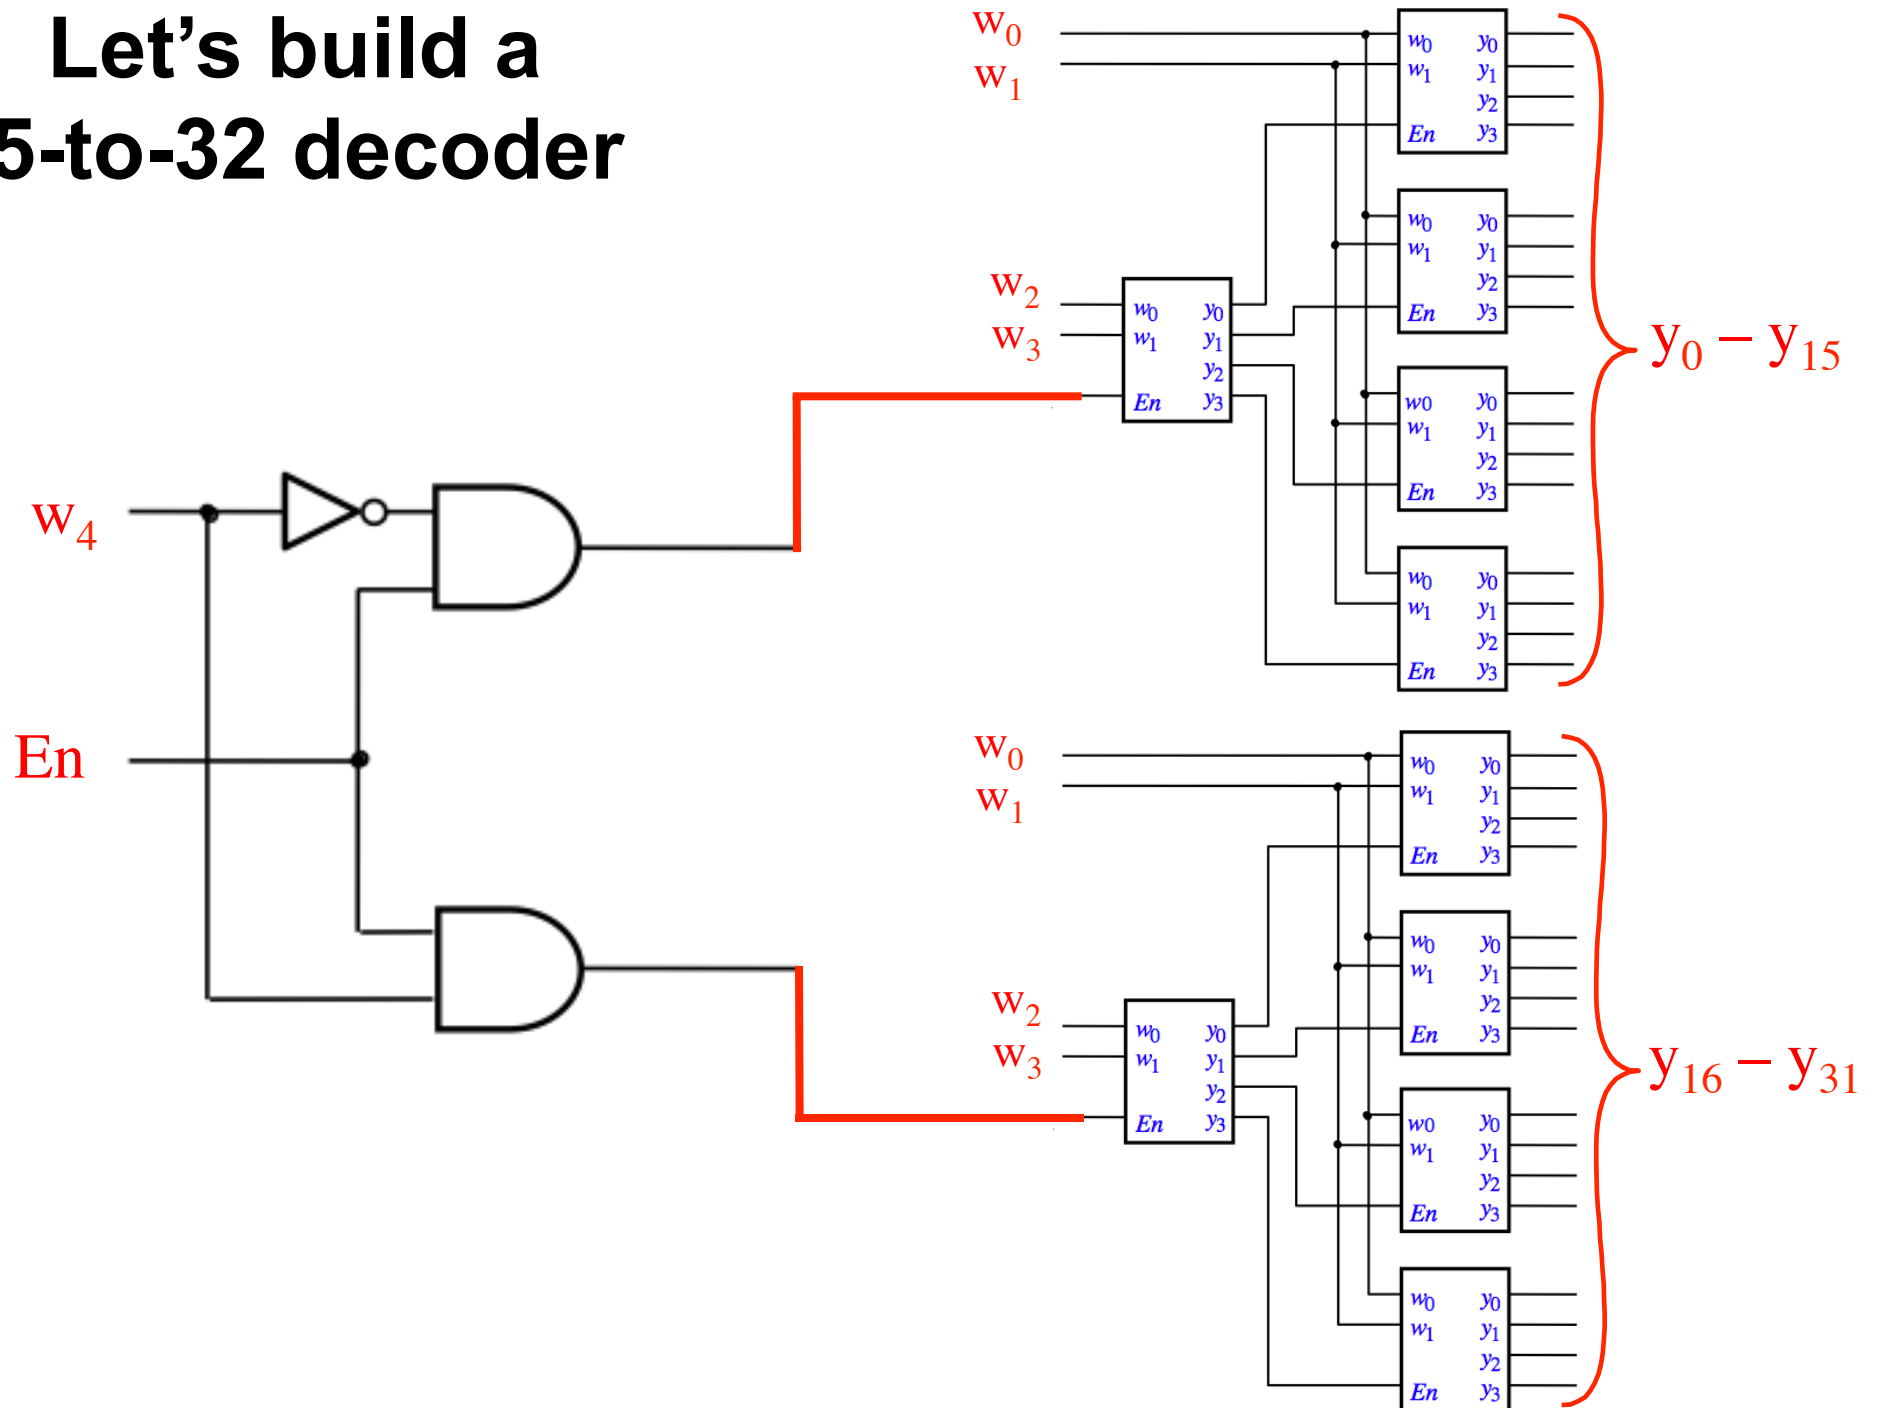 Let's build a
5-to-32 decoder
w0
w1
w0 y0
w1 y1
y2
En y3
w0 y0
w1 y1
y2
En y3
w2
w3
w0 y0
w1 y1
y2
En y3
w0 y0
w1 y1
y2
En y3
w0 y0
w1 y1
y2
En y3
y0 – y15
w4
En
w0
w1
w0 y0
w1 y1
y2
En y3
w0 y0
w1 y1
y2
En y3
w2
w3
w0 y0
w1 y1
y2
En y3
w0 y0
w1 y1
y2
En y3
w0 y0
w1 y1
y2
En y3
y16 – y31